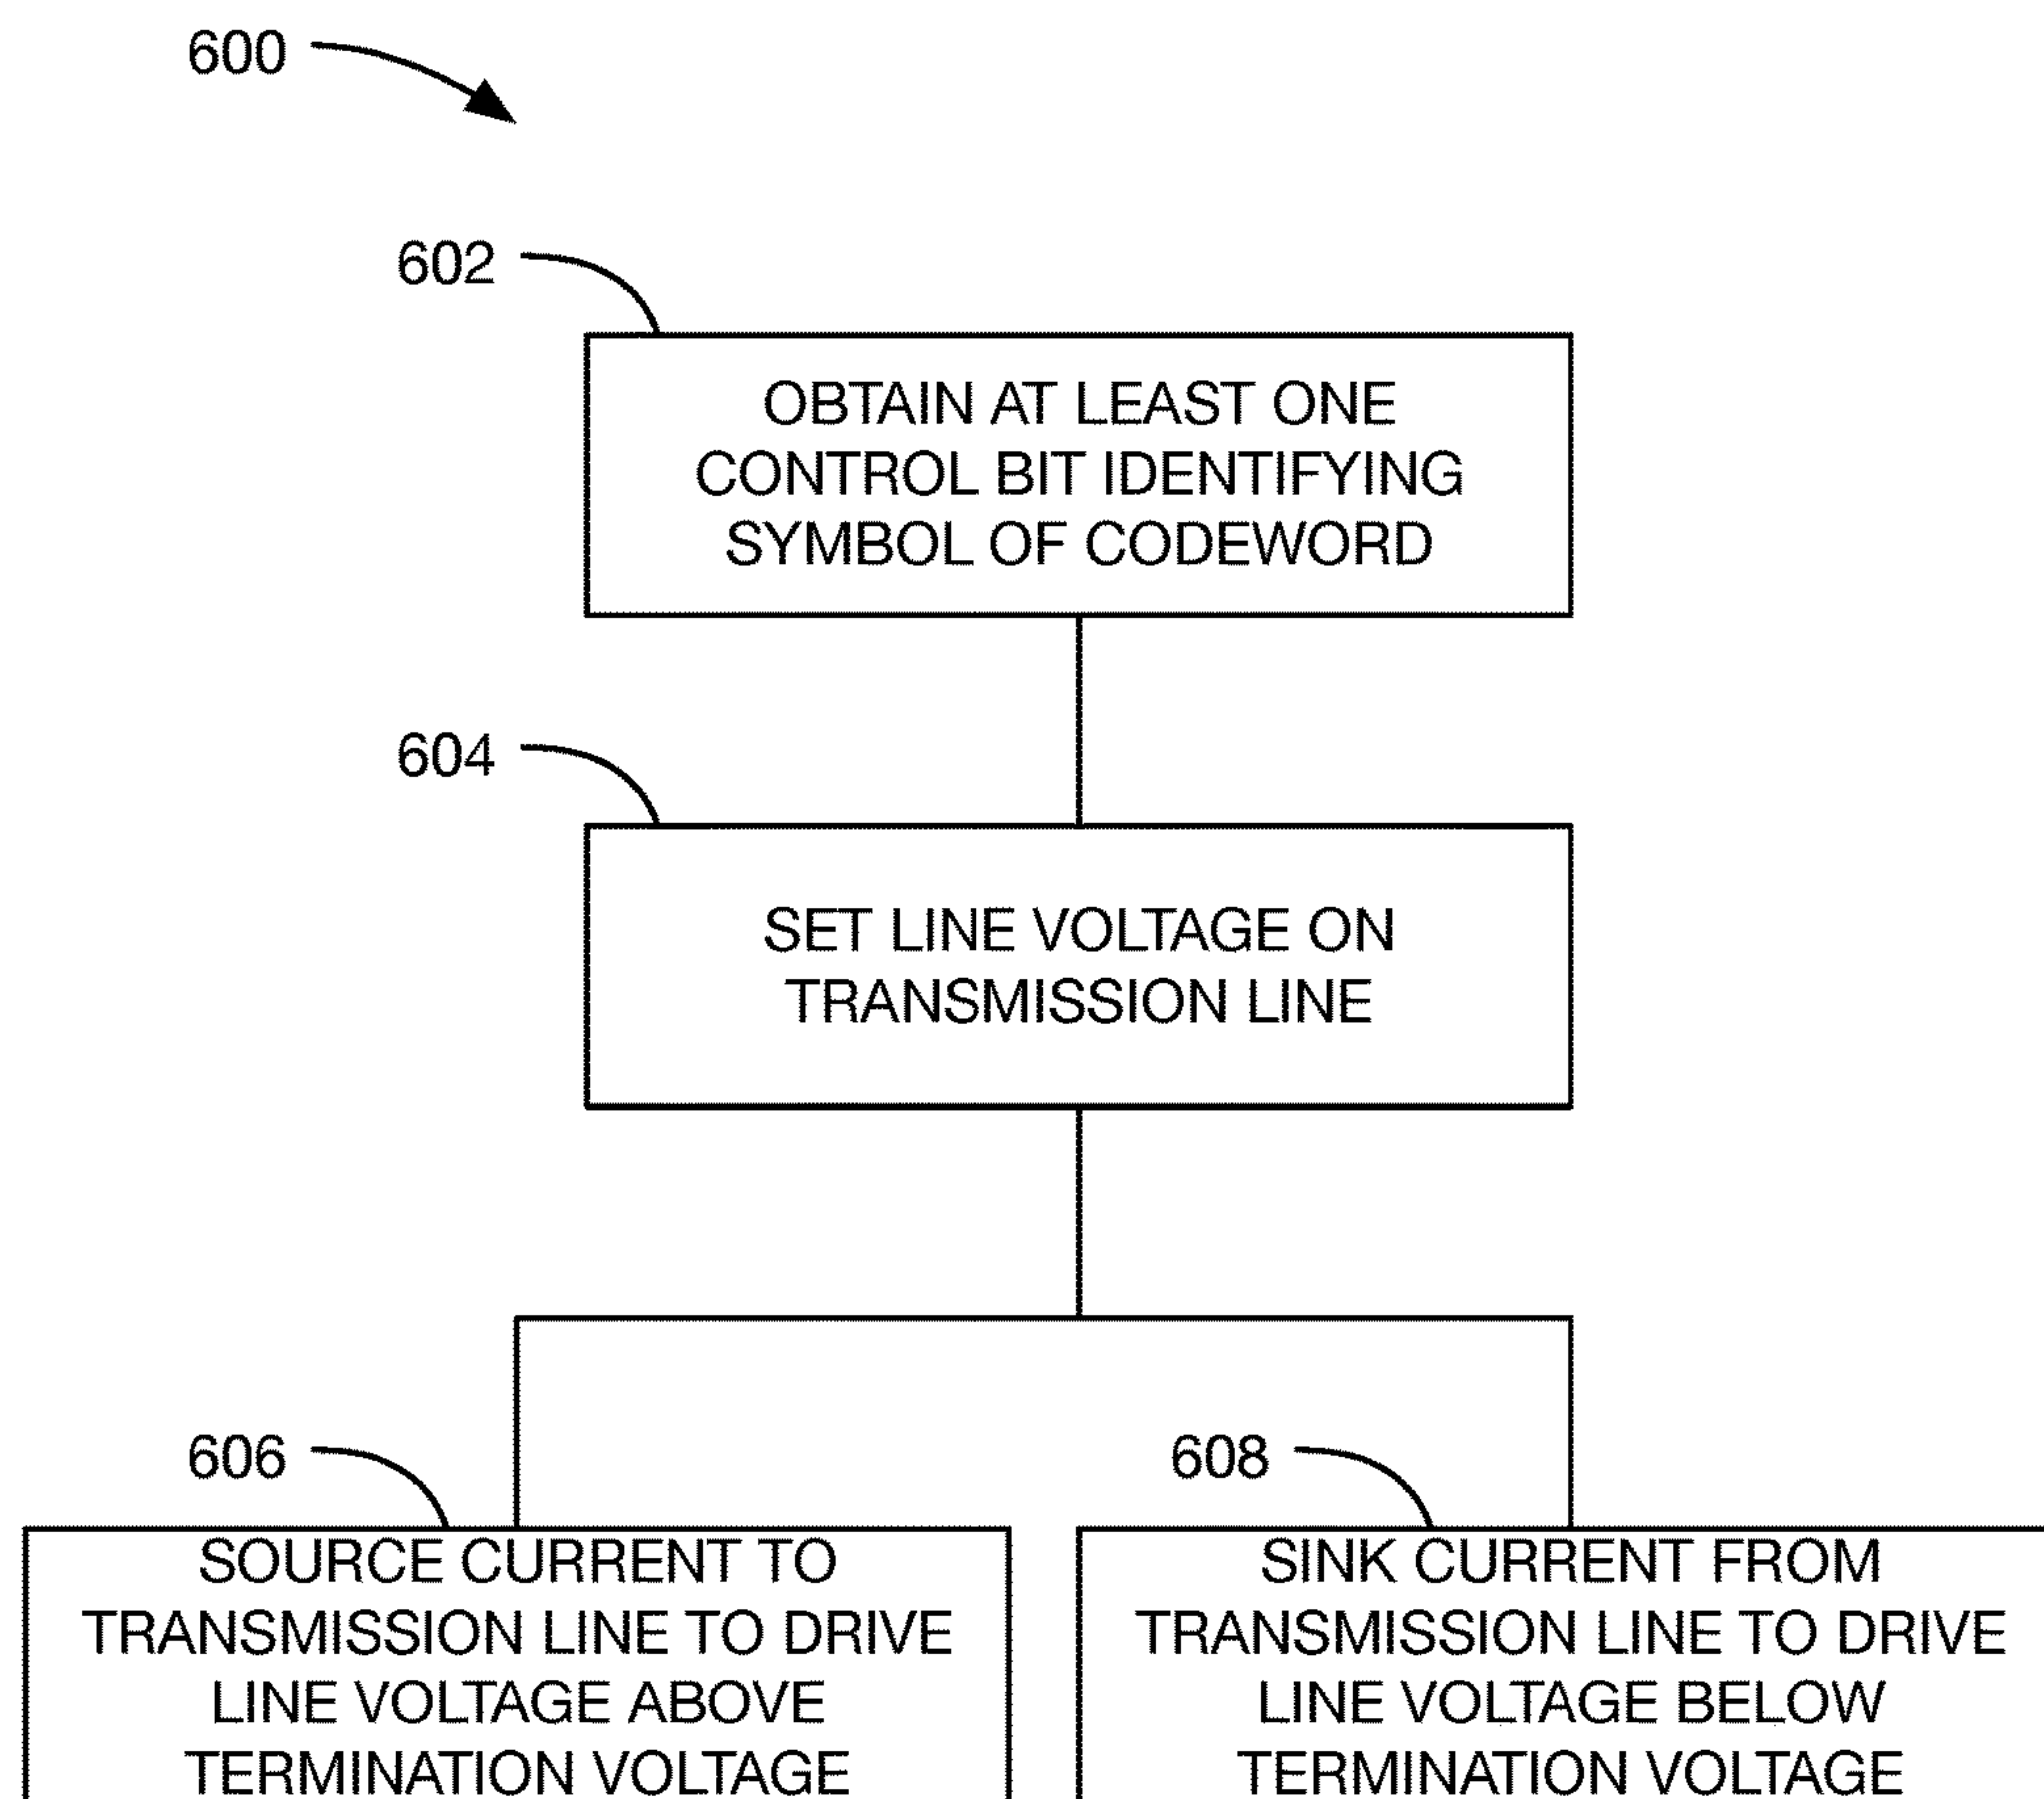 600
602
OBTAIN AT LEAST ONE
CONTROL BIT IDENTIFYING
SYMBOL OF CODEWORD
604
SET LINE VOLTAGE ON
TRANSMISSION LINE
606
SOURCE CURRENT TO
TRANSMISSION LINE TO DRIVE
LINE VOLTAGE ABOVE
TERMINATION VOLTAGE
608
SINK CURRENT FROM
TRANSMISSION LINE TO DRIVE
LINE VOLTAGE BELOW
TERMINATION VOLTAGE